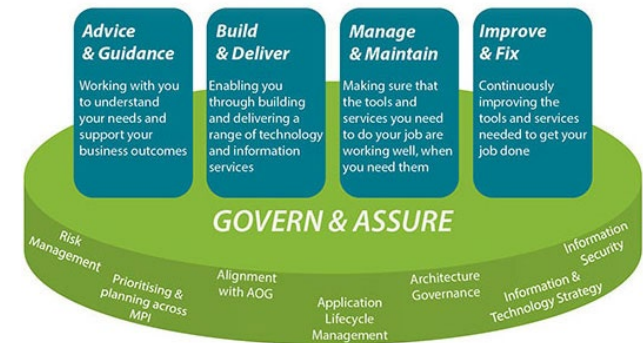 Advice
& Guidance
Working with you
to understand
your needs and
support your
business outcomes
Build
& Deliver
Enabling you
through building
and delivering a
range of technology
and information
services
Manage
& Maintain
Making sure that
the tools and
services you need
to do your job are
working well, when
you need them
Improve
& Fix
Continuously
improving the
tools and services
needed to get your
job done
GOVERN & ASSURE
Risk
Management
Prioritising &
planning across
MPI
Alignment
with AOG
Application
Lifecycle
Management
Architecture
Governance
Information &
Technology Strategy
Information
Security